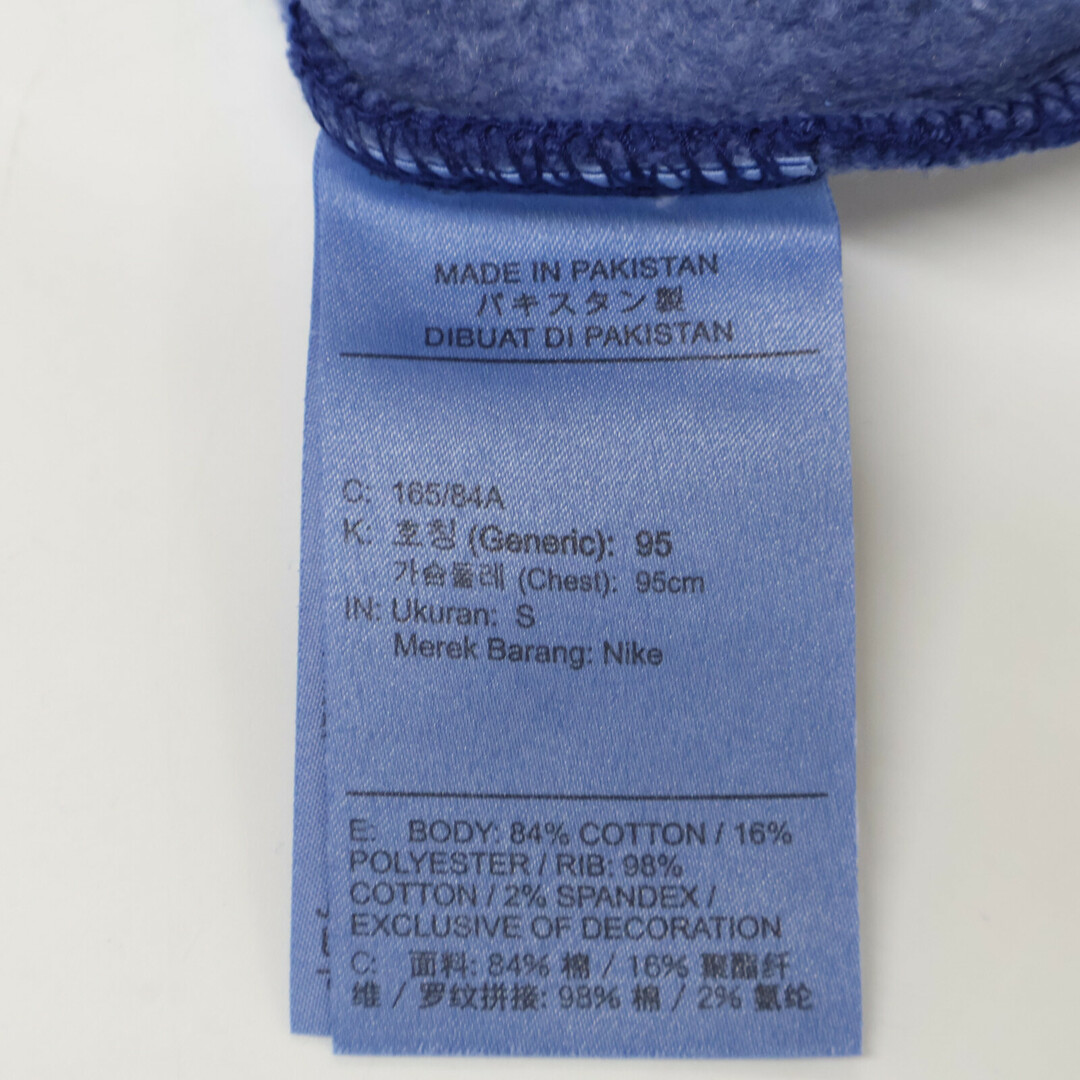 MADE IN PAKISTAN
パキスタン製
DIBUAT DI PAKISTAN
C: 165/84A
K: 호칭 (Generic): 95
가슴둘레 (Chest): 95cm
IN: Ukuran: S
Merek Barang: Nike
E: BODY: 84% COTTON / 16%
POLYESTER / RIB: 98%
COTTON / 2% SPANDEX /
EXCLUSIVE OF DECORATION
C: 面料: 84% 棉 / 16% 聚酯纤
维 / 罗纹拼接: 98% 棉 / 2% 氨纶